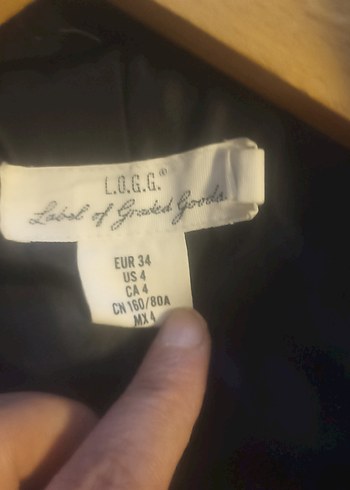 L.O.G.G.®
Label of Graded Goods
EUR 34
US 4
CA 4
CN 160/80A
MX 4